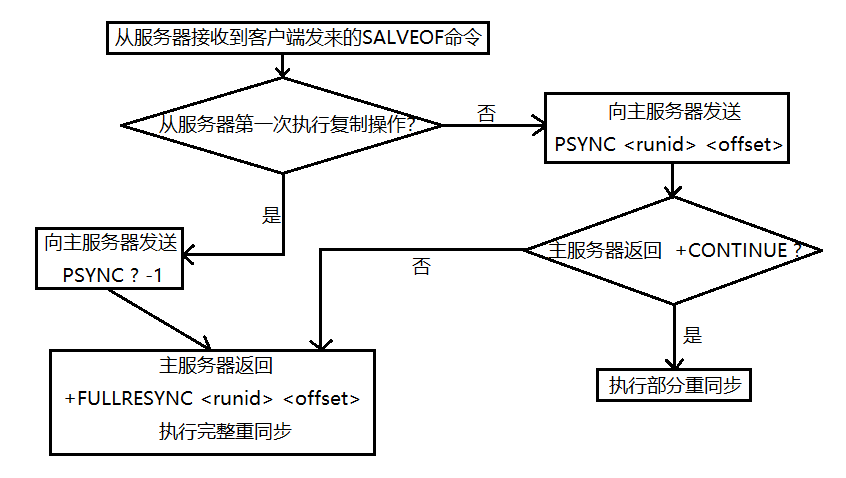 从服务器接收到客户端发来的SALVEOF命令
从服务器第一次执行复制操作?
否
向主服务器发送
PSYNC <runid> <offset>
是
向主服务器发送
PSYNC ? -1
主服务器返回 +CONTINUE ?
否
是
主服务器返回
+FULLRESYNC <runid> <offset>
执行完整重同步
执行部分重同步